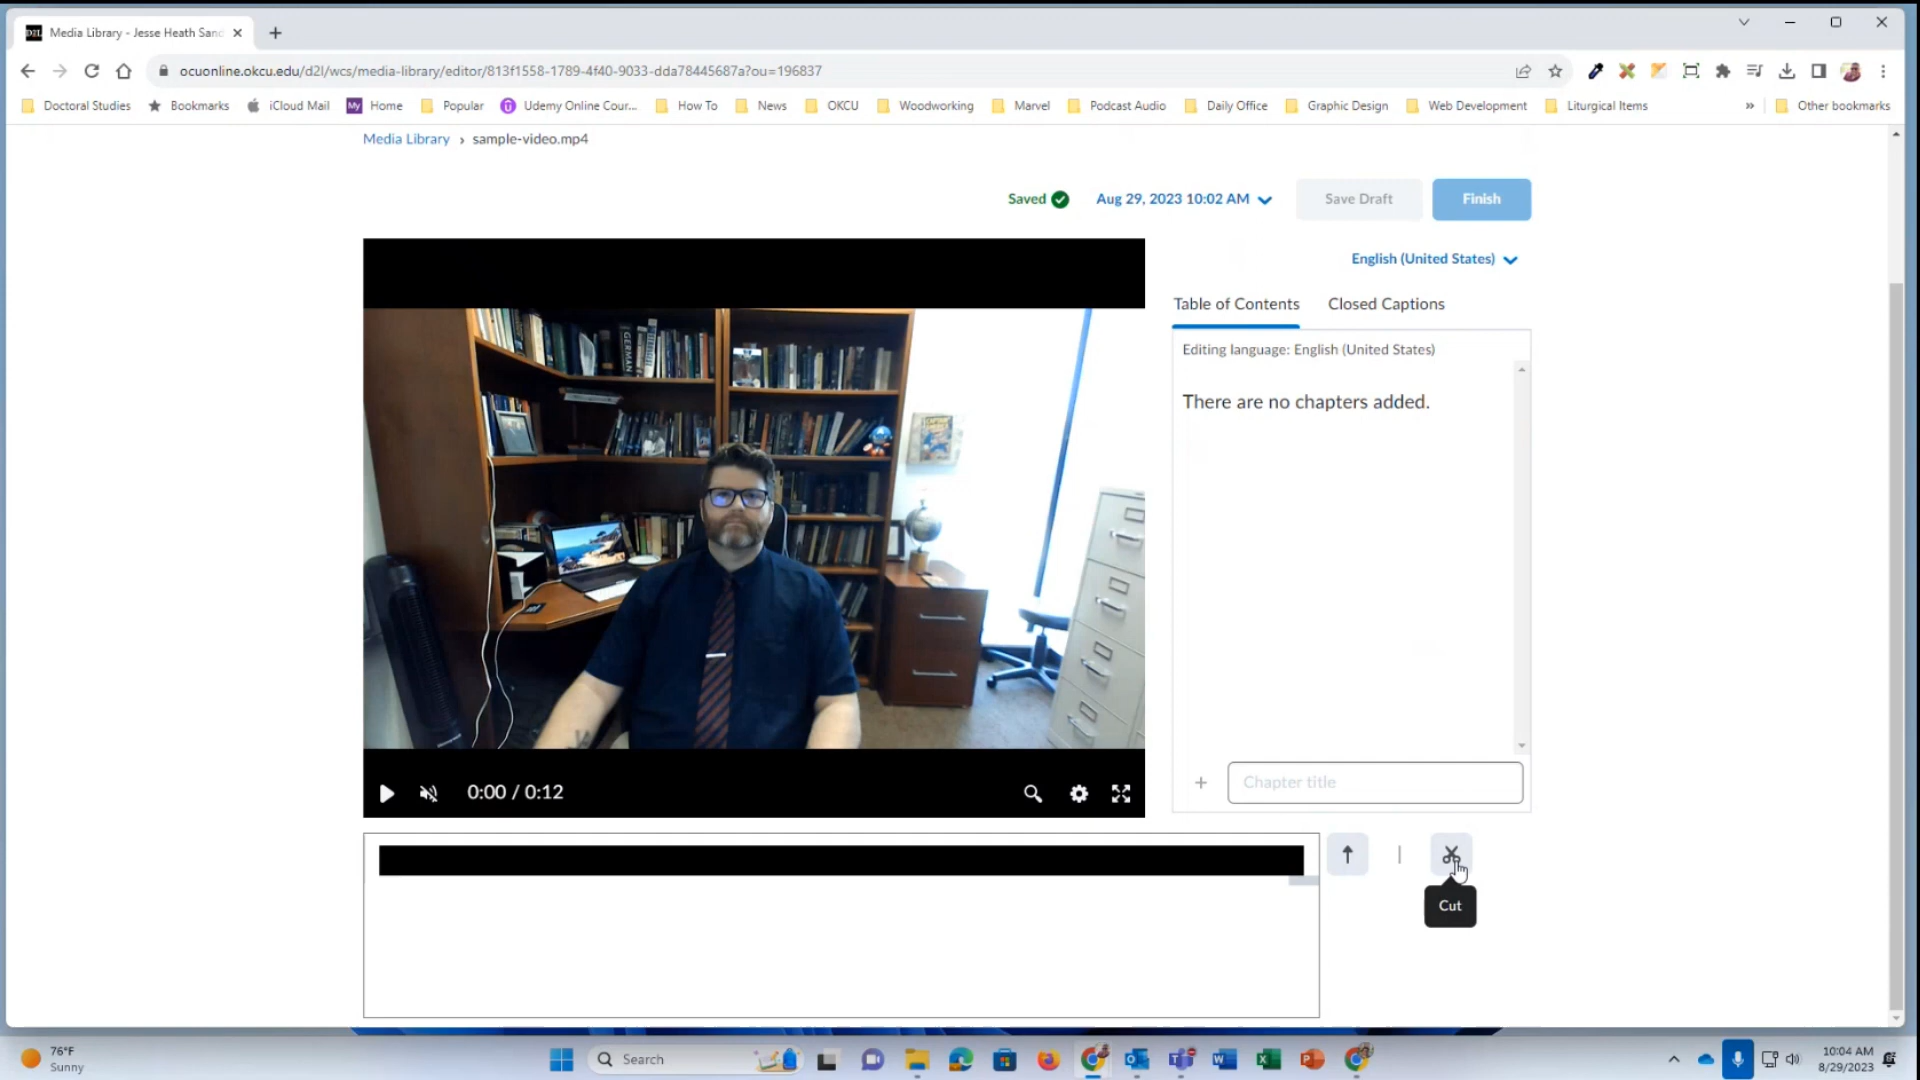 D2L Media Library - Jesse Heath Sanc
ocuonline.okcu.edu/d2l/wcs/media-library/editor/813f1558-1789-4f40-9033-dda78445687a?ou=196837
Doctoral Studies Bookmarks iCloud Mail My Home Popular Udemy Online Cour... How To News OKCU Woodworking Marvel Podcast Audio Daily Office Graphic Design Web Development Liturgical Items » Other bookmarks
Media Library › sample-video.mp4
Saved Aug 29, 2023 10:02 AM Save Draft Finish
English (United States)
Table of Contents Closed Captions
Editing language: English (United States)
There are no chapters added.
GERMAN
0:00 / 0:12
+ Chapter title
Cut
76°F
Sunny
Search
10:04 AM
8/29/2023